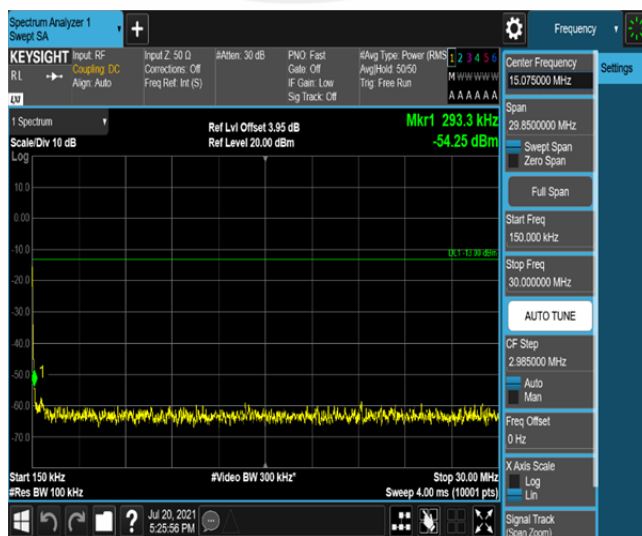 Spectrum Analyzer 1
Swept SA
+
Frequency
KEYSIGHT
RL
Input: RF
Coupling: DC
Align: Auto
Input Z: 50 Ω
Corrections: Off
Freq Ref: Int (S)
#Atten: 30 dB
PNO: Fast
Gate: Off
IF Gain: Low
Sig Track: Off
#Avg Type: Power (RMS
Avg|Hold: 50/50
Trig: Free Run
1 2 3 4 5 6
M W W W W W
A A A A A A
LXI
1 Spectrum
Scale/Div 10 dB
Log
Ref Lvl Offset 3.95 dB
Ref Level 20.00 dBm
Mkr1 293.3 kHz
-54.25 dBm
10.0
0.00
-10.0
DL1 -13.00 dBm
-20.0
-30.0
-40.0
-50.0
1
-60.0
-70.0
Start 150 kHz
#Res BW 100 kHz
#Video BW 300 kHz*
Stop 30.00 MHz
Sweep 4.00 ms (10001 pts)
Jul 20, 2021
5:25:56 PM
Settings
Center Frequency
15.075000 MHz
Span
29.8500000 MHz
Swept Span
Zero Span
Full Span
Start Freq
150.000 kHz
Stop Freq
30.000000 MHz
AUTO TUNE
CF Step
2.985000 MHz
Auto
Man
Freq Offset
0 Hz
X Axis Scale
Log
Lin
Signal Track
(Span Zoom)